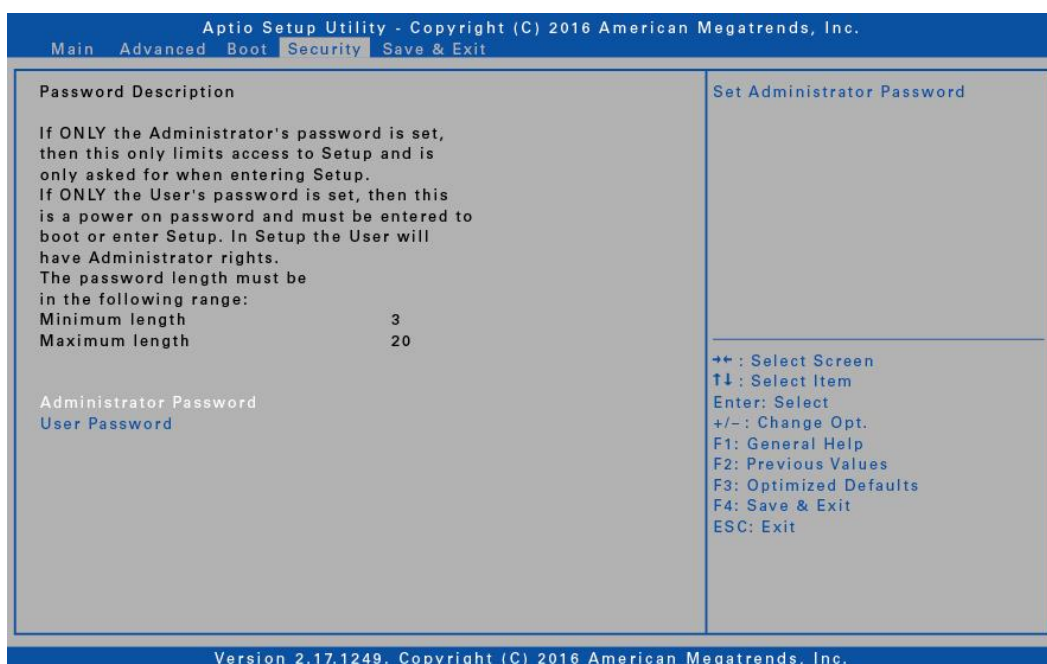 Aptio Setup Utility - Copyright (C) 2016 American Megatrends, Inc.
Main Advanced Boot Security Save & Exit
Password Description
If ONLY the Administrator's password is set,
then this only limits access to Setup and is
only asked for when entering Setup.
If ONLY the User's password is set, then this
is a power on password and must be entered to
boot or enter Setup. In Setup the User will
have Administrator rights.
The password length must be
in the following range:
Minimum length 3
Maximum length 20
Administrator Password
User Password
Set Administrator Password
→← : Select Screen
↑↓ : Select Item
Enter: Select
+/– : Change Opt.
F1: General Help
F2: Previous Values
F3: Optimized Defaults
F4: Save & Exit
ESC: Exit
Version 2.17.1249. Copyright (C) 2016 American Megatrends, Inc.